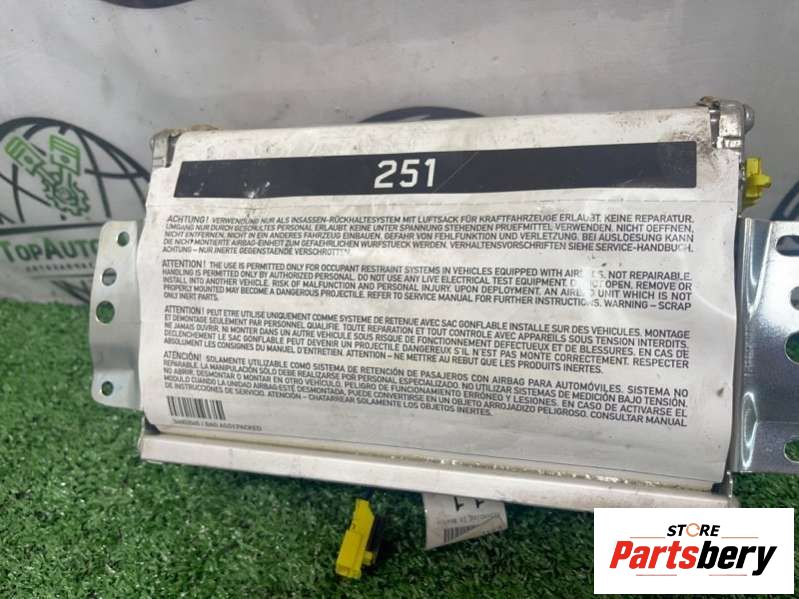 TOPAUTO
251
ACHTUNG! VERWENDUNG NUR ALS INSASSEN-RÜCKHALTESYSTEM MIT LUFTSACK FÜR KRAFTFAHRZEUGE ERLAUBT. KEINE REPARATUR.
UMGANG NUR DURCH GESCHULTES PERSONAL ERLAUBT. KEINE UNTER SPANNUNG STEHENDEN PRUEFMITTEL VERWENDEN. NICHT OEFFNEN,
NICHT ENTFERNEN, NICHT IN EIN ANDERES FAHRZEUG EINBAUEN. GEFAHR VON FEHLFUNKTION UND VERLETZUNG. BEI AUSLOESUNG KANN
DIE NICHT MONTIERTE AIRBAG-EINHEIT ZUM GEFAEHRLICHEN WURFSTUECK WERDEN. VERHALTENSVORSCHRIFTEN SIEHE SERVICE-HANDBUCH.
ACHTUNG – NUR INERTE GEGENSTAENDE VERSCHROTTEN.
ATTENTION! THE USE IS PERMITTED ONLY FOR OCCUPANT RESTRAINT SYSTEMS IN VEHICLES EQUIPPED WITH AIRBAGS. NOT REPAIRABLE.
HANDLING IS PERMITTED ONLY BY AUTHORIZED PERSONAL. DO NOT USE ANY LIVE ELECTRICAL TEST EQUIPMENT. DO NOT OPEN, REMOVE OR
INSTALL INTO ANOTHER VEHICLE. RISK OF MALFUNCTION AND PERSONAL INJURY. UPON DEPLOYMENT, AN AIRBAG UNIT WHICH IS NOT
PROPERLY MOUNTED MAY BECOME A DANGEROUS PROJECTILE. REFER TO SERVICE MANUAL FOR FURTHER INSTRUCTIONS. WARNING – SCRAP
ONLY INERT PARTS.
ATTENTION! PEUT ETRE UTILISE UNIQUEMENT COMME SYSTEME DE RETENUE AVEC SAC GONFLABLE INSTALLE SUR DES VEHICULES. MONTAGE
ET DEMONTAGE SEULEMENT PAR PERSONNEL QUALIFIE. TOUTE REPARATION ET TOUT CONTROLE AVEC APPAREILS SOUS TENSION INTERDITS.
NE JAMAIS OUVRIR, NI MONTER DANS UN AUTRE VEHICULE SOUS RISQUE DE FONCTIONNEMENT DEFECTUEUX ET DE BLESSURES. EN CAS DE
DECLENCHEMENT LE SAC GONFLABLE PEUT DEVENIR UN PROJECTILE DANGEREUX S'IL N'EST PAS MONTE CORRECTEMENT. RESPECTER
ABSOLUMENT LES CONSIGNES DU MANUEL D'ENTRETIEN. ATTENTION – NE METTRE AU REBUT QUE LES PRODUITS INERTES.
ATENCIÓN! SOLAMENTE UTILIZABLE COMO SISTEMA DE RETENCIÓN DE PASAJEROS CON AIRBAG PARA AUTOMÓVILES. SISTEMA NO
REPARABLE. LA MANIPULACIÓN SÓLO DEBE REALIZARSE POR PERSONAL ESPECIALIZADO. NO UTILIZAR SISTEMAS DE MEDICIÓN BAJO TENSIÓN.
NO ABRIR, DESMONTAR O MONTAR EN OTRO VEHÍCULO. PELIGRO DE FUNCIONAMIENTO ERRÓNEO Y LESIONES. EN CASO DE ACTIVARSE EL
MODULO CUANDO LA UNIDAD AIRBAG ESTÉ DESMONTADA, PUEDE CONVERTIRSE EN UN OBJETO ARROJADIZO PELIGROSO. CONSULTAR MANUAL
DE INSTRUCCIONES DE SERVICIO. ATENCIÓN – CHATARREAR SOLAMENTE LOS OBJETOS INERTES.
STORE
Partsbery